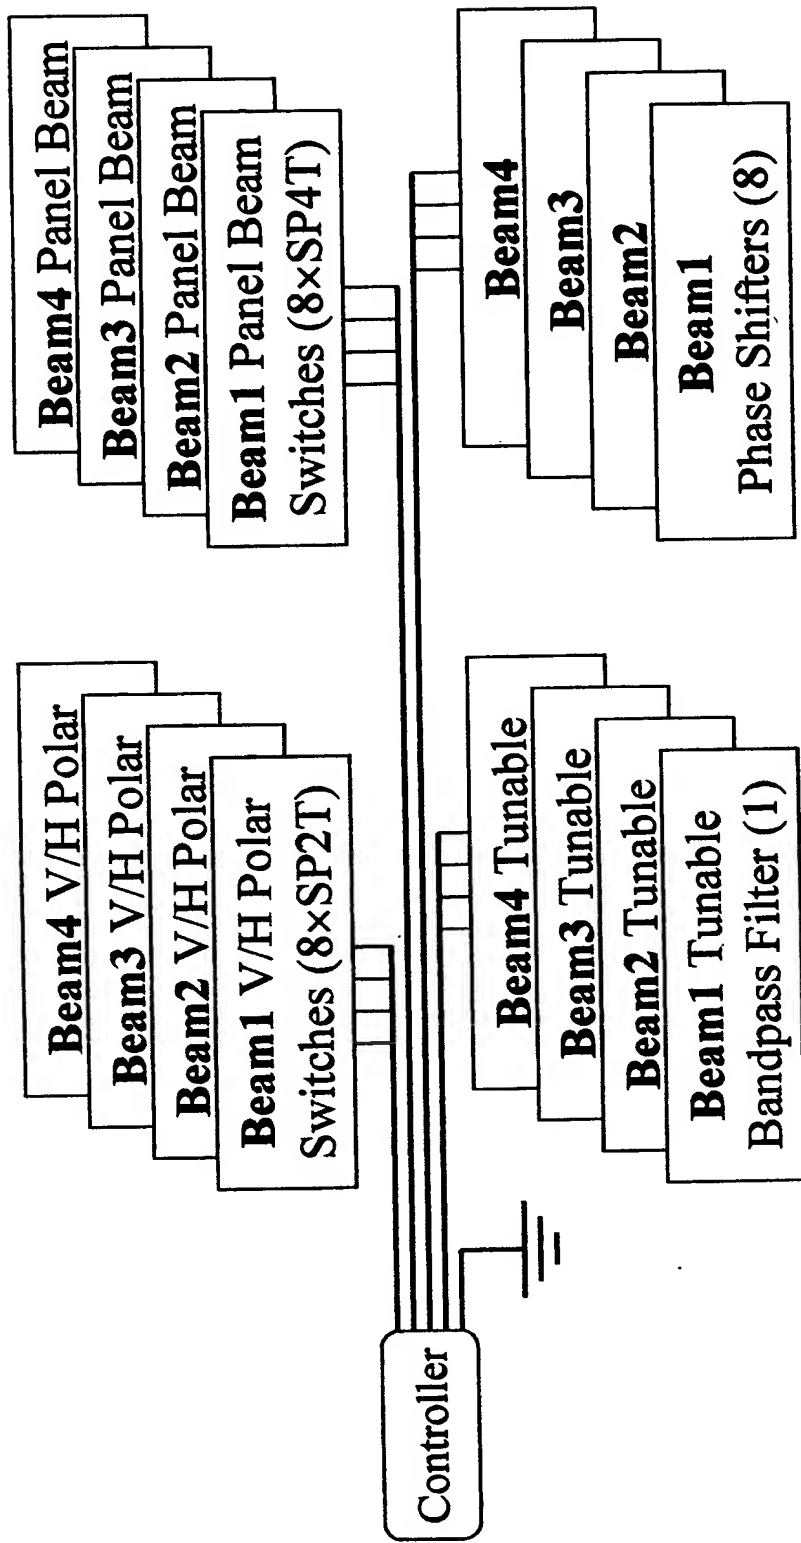 Beam4 V/H Polar
Beam3 V/H Polar
Beam2 V/H Polar
Beam1 V/H Polar
Switches (8×SP2T)
Beam4 Panel Beam
Beam3 Panel Beam
Beam2 Panel Beam
Beam1 Panel Beam
Switches (8×SP4T)
Controller
Beam4 Tunable
Beam3 Tunable
Beam2 Tunable
Beam1 Tunable
Bandpass Filter (1)
Beam4
Beam3
Beam2
Beam1
Phase Shifters (8)